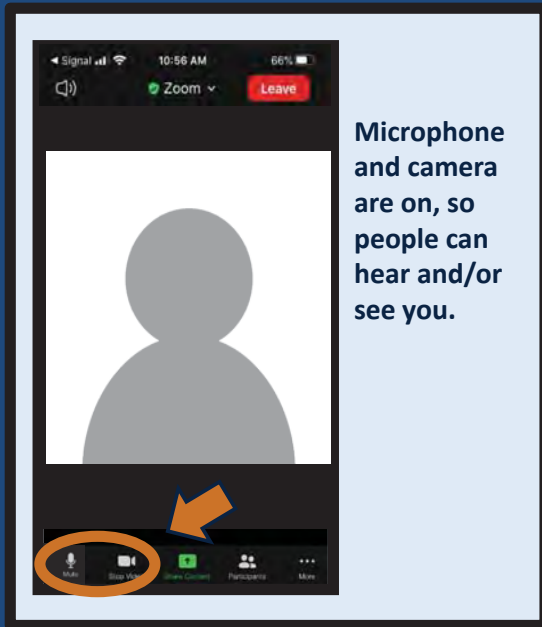 Signal
10:56 AM
66%
Zoom
Leave
Microphone
and camera
are on, so
people can
hear and/or
see you.
Mute
Stop Video
Share Content
Participants
More